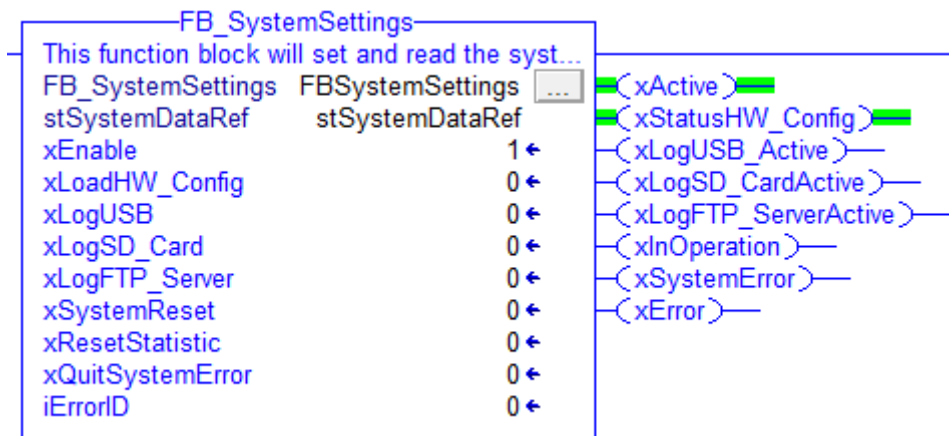 FB_SystemSettings
This function block will set and read the syst...
FB_SystemSettings FBSystemSettings ... xActive
stSystemDataRef stSystemDataRef xStatusHW_Config
xEnable 1 xLogUSB_Active
xLoadHW_Config 0 xLogSD_CardActive
xLogUSB 0 xLogFTP_ServerActive
xLogSD_Card 0 xInOperation
xLogFTP_Server 0 xSystemError
xSystemReset 0 xError
xResetStatistic 0
xQuitSystemError 0
iErrorID 0